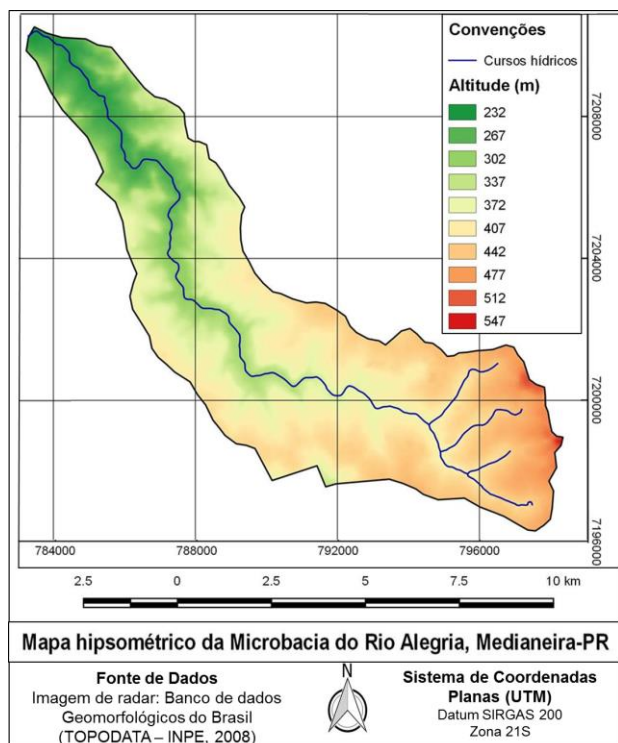 Convenções
Cursos hídricos
Altitude (m)
232
267
302
337
372
407
442
477
512
547
7208000
7204000
7200000
7196000
784000
788000
792000
796000
2.5
0
2.5
5
7.5
10 km
Mapa hipsométrico da Microbacia do Rio Alegria, Medianeira-PR
Fonte de Dados
Imagem de radar: Banco de dados
Geomorfológicos do Brasil
(TOPODATA – INPE, 2008)
N
Sistema de Coordenadas
Planas (UTM)
Datum SIRGAS 200
Zona 21S